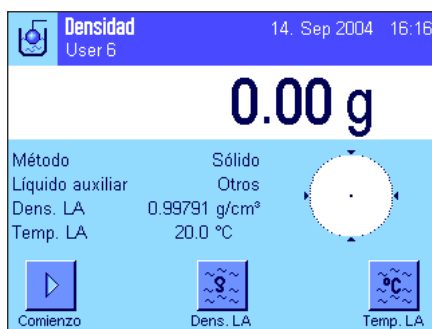 Densidad 14. Sep 2004 16:16
User 6
0.00 g
Método Sólido
Líquido auxiliar Otros
Dens. LA 0.99791 g/cm³
Temp. LA 20.0 °C
°C
Comienzo Dens. LA Temp. LA